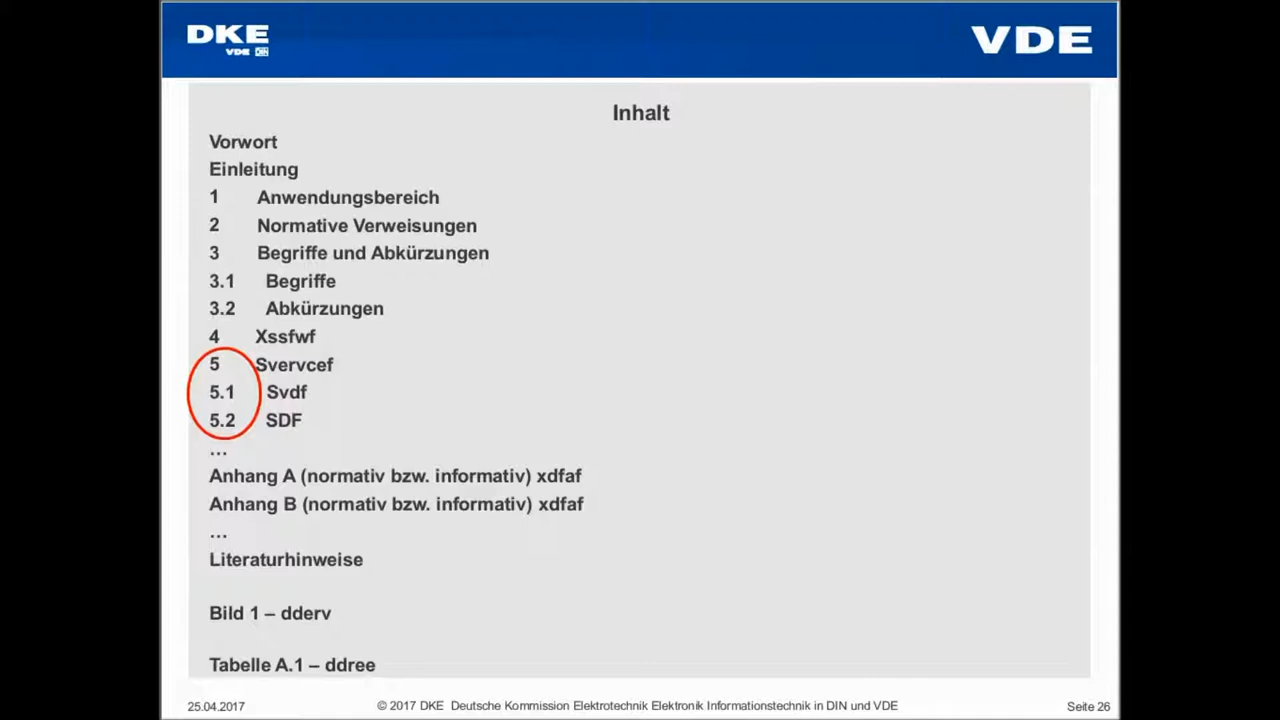 DKE
VDE DIN
VDE
Inhalt
Vorwort
Einleitung
1 Anwendungsbereich
2 Normative Verweisungen
3 Begriffe und Abkürzungen
3.1 Begriffe
3.2 Abkürzungen
4 Xssfwf
5 Svervcef
5.1 Svdf
5.2 SDF
…
Anhang A (normativ bzw. informativ) xdfaf
Anhang B (normativ bzw. informativ) xdfaf
…
Literaturhinweise
Bild 1 – dderv
Tabelle A.1 – ddree
25.04.2017
© 2017 DKE Deutsche Kommission Elektrotechnik Elektronik Informationstechnik in DIN und VDE
Seite 26